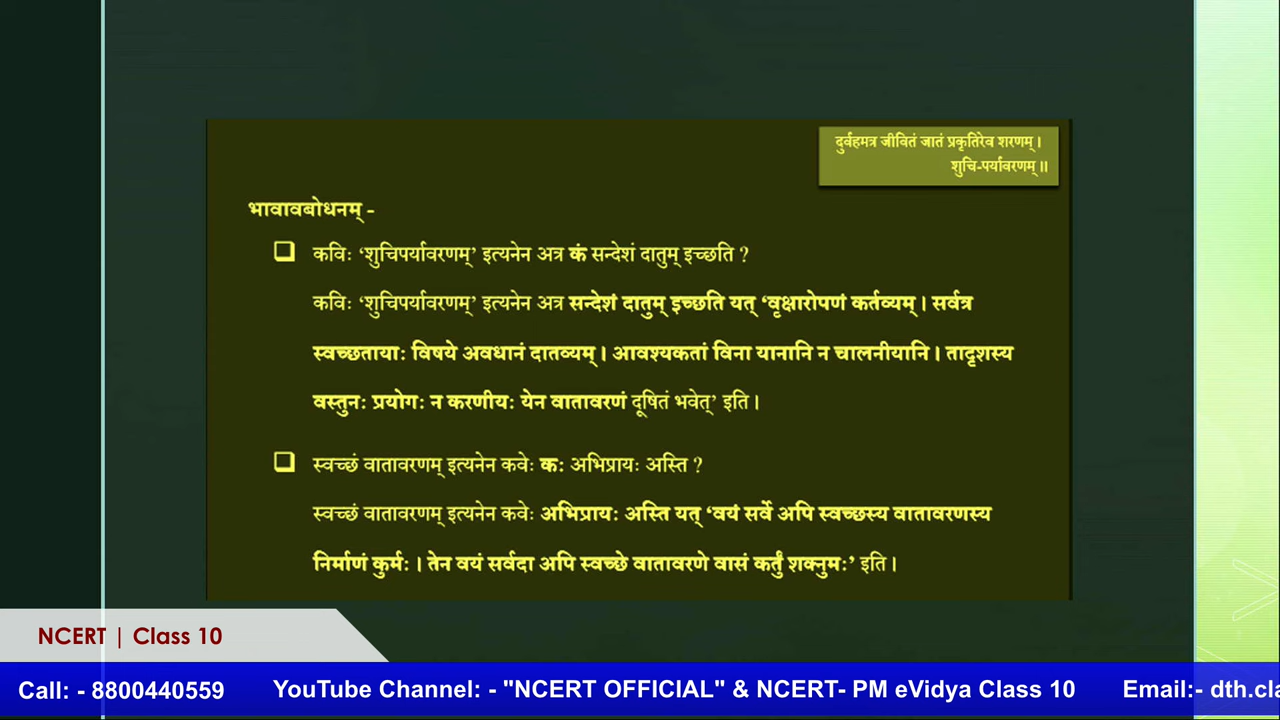 दुर्वहमत्र जीवितं जातं प्रकृतिरेव शरणम् ।
शुचि-पर्यावरणम् ॥
भावावबोधनम् -
कविः ‘शुचिपर्यावरणम्’ इत्यनेन अत्र कं सन्देशं दातुम् इच्छति ?
कविः ‘शुचिपर्यावरणम्’ इत्यनेन अत्र सन्देशं दातुम् इच्छति यत् ‘वृक्षारोपणं कर्तव्यम् । सर्वत्र
स्वच्छतायाः विषये अवधानं दातव्यम् । आवश्यकतां विना यानानि न चालनीयानि । तादृशस्य
वस्तुनः प्रयोगः न करणीयः येन वातावरणं दूषितं भवेत्’ इति ।
स्वच्छं वातावरणम् इत्यनेन कवेः कः अभिप्रायः अस्ति ?
स्वच्छं वातावरणम् इत्यनेन कवेः अभिप्रायः अस्ति यत् ‘वयं सर्वे अपि स्वच्छस्य वातावरणस्य
निर्माणं कुर्मः । तेन वयं सर्वदा अपि स्वच्छे वातावरणे वासं कर्तुं शक्नुमः’ इति ।
NCERT | Class 10
Call: - 8800440559 YouTube Channel: - "NCERT OFFICIAL" & NCERT- PM eVidya Class 10 Email:- dth.cla